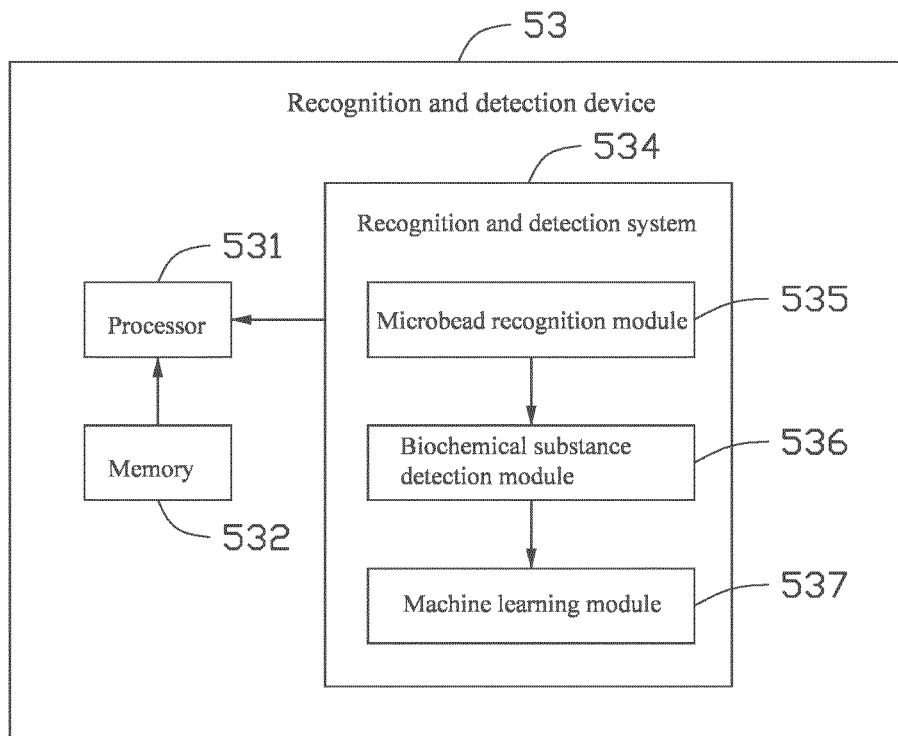 53
Recognition and detection device
534
Recognition and detection system
531
Processor
535
Microbead recognition module
536
Biochemical substance
detection module
Memory
532
537
Machine learning module